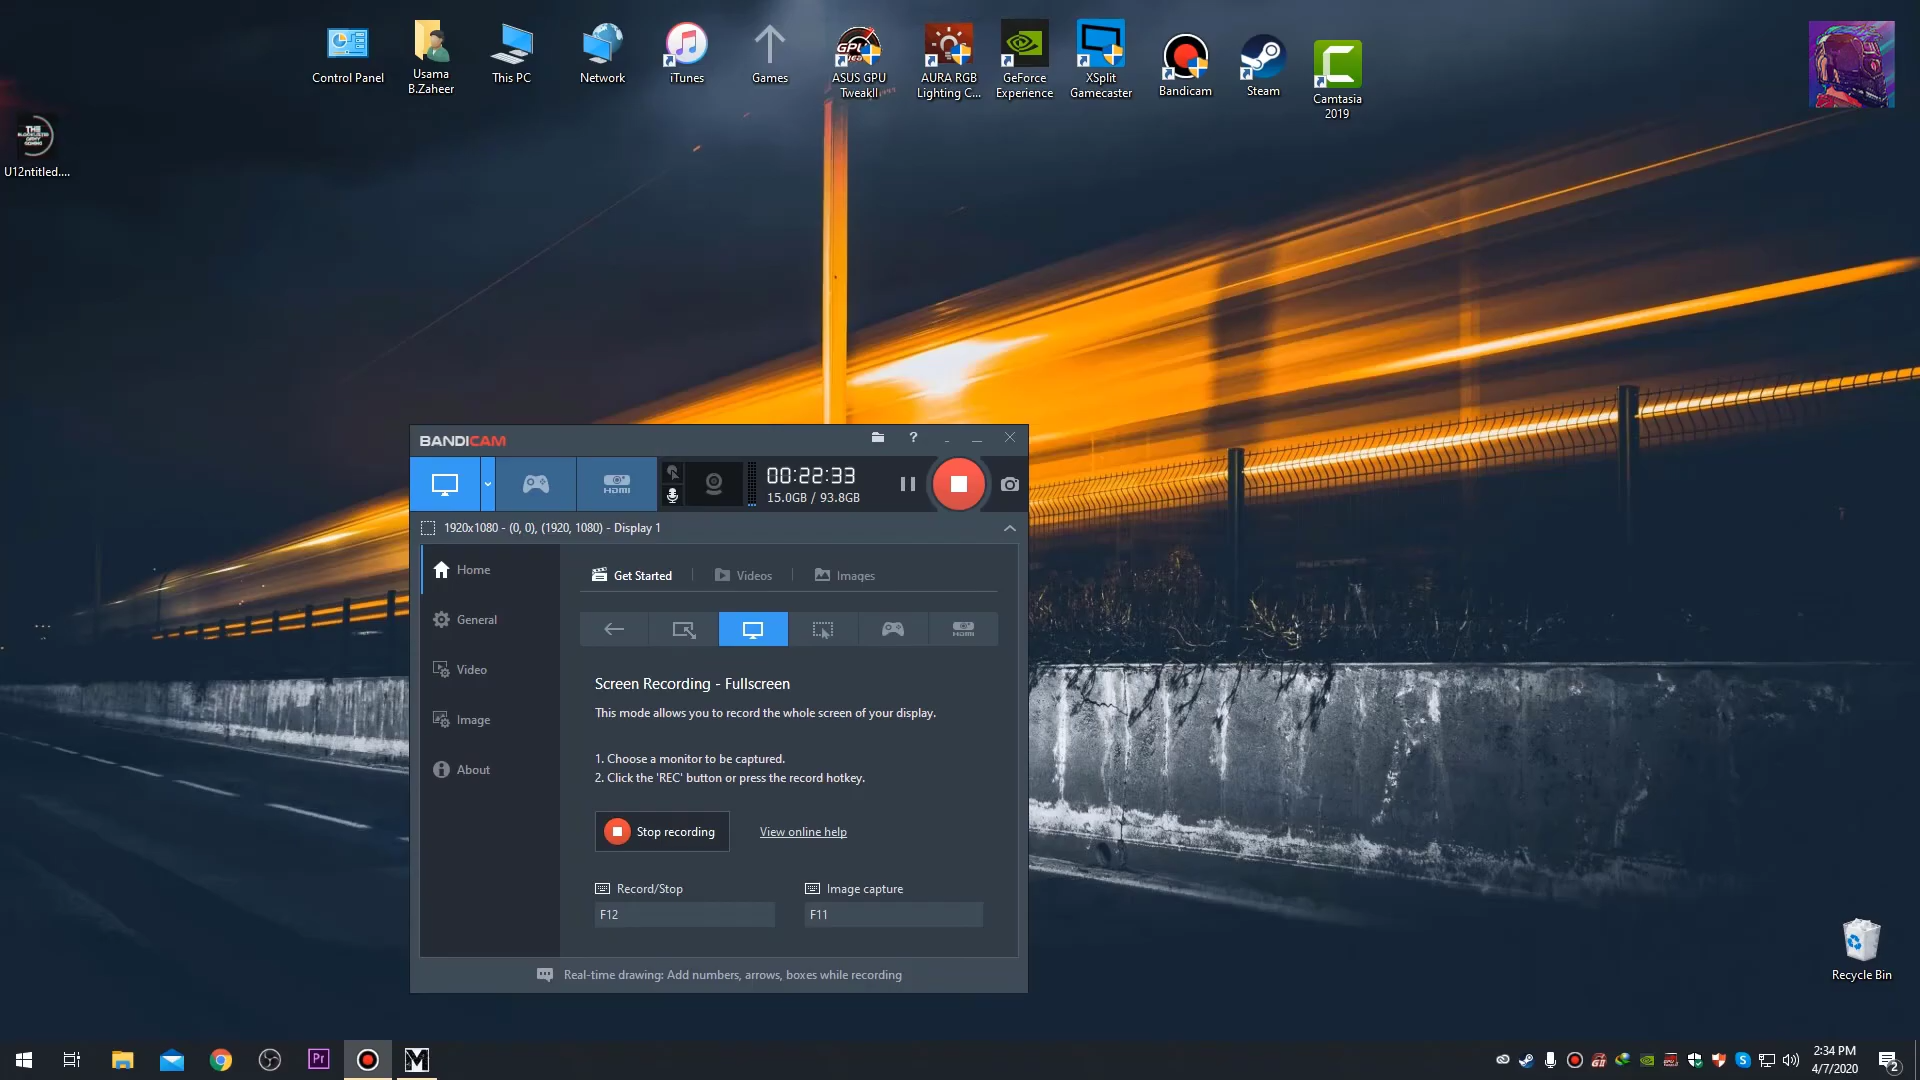 Control Panel
Usama
B.Zaheer
This PC
Network
iTunes
Games
ASUS GPU
TweakII
AURA RGB
Lighting C...
GeForce
Experience
XSplit
Gamecaster
Bandicam
Steam
Camtasia
2019
U12ntitled....
BANDICAM
?
HDMI
00:22:33
15.0GB / 93.8GB
1920x1080 - (0, 0), (1920, 1080) - Display 1
Home
General
Video
Image
About
Get Started
Videos
Images
HDMI
Screen Recording - Fullscreen
This mode allows you to record the whole screen of your display.
1. Choose a monitor to be captured.
2. Click the 'REC' button or press the record hotkey.
Stop recording
View online help
Record/Stop
Image capture
F12
F11
Real-time drawing: Add numbers, arrows, boxes while recording
Recycle Bin
Pr
2:34 PM
4/7/2020
2